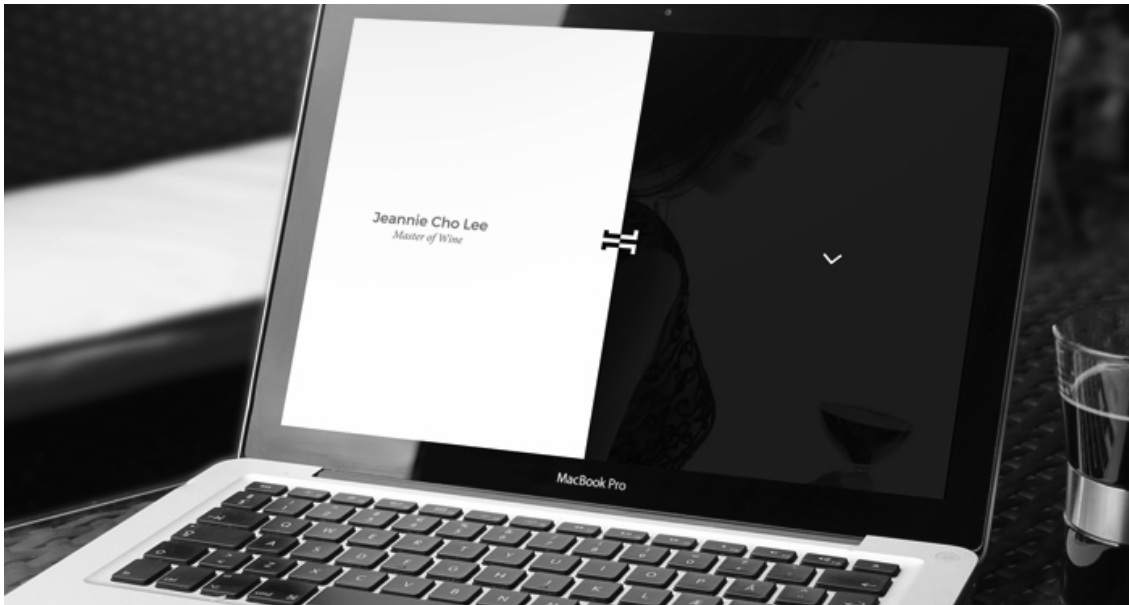 Jeannie Cho Lee
Master of Wine
MacBook Pro
Q W E R T Y U I O P Å
A S D F G H J K L Æ
Z X C V B N M